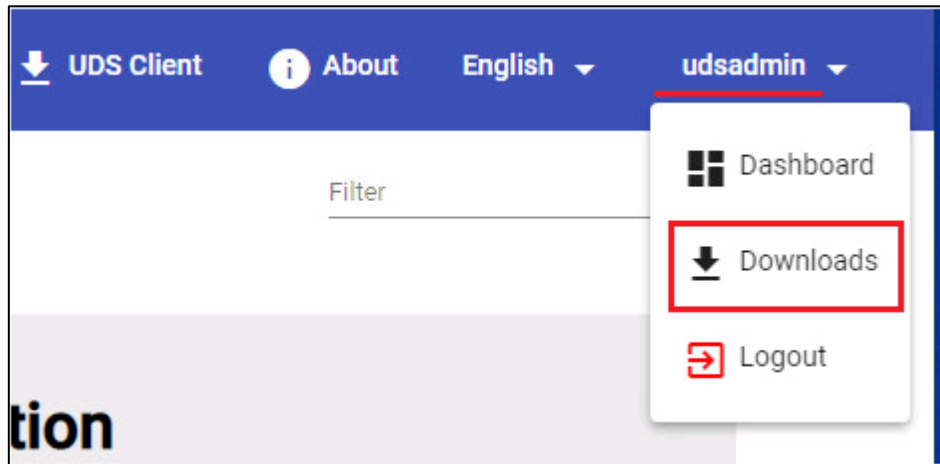 UDS Client About English udsadmin
Dashboard
Filter
Downloads
Logout
tion